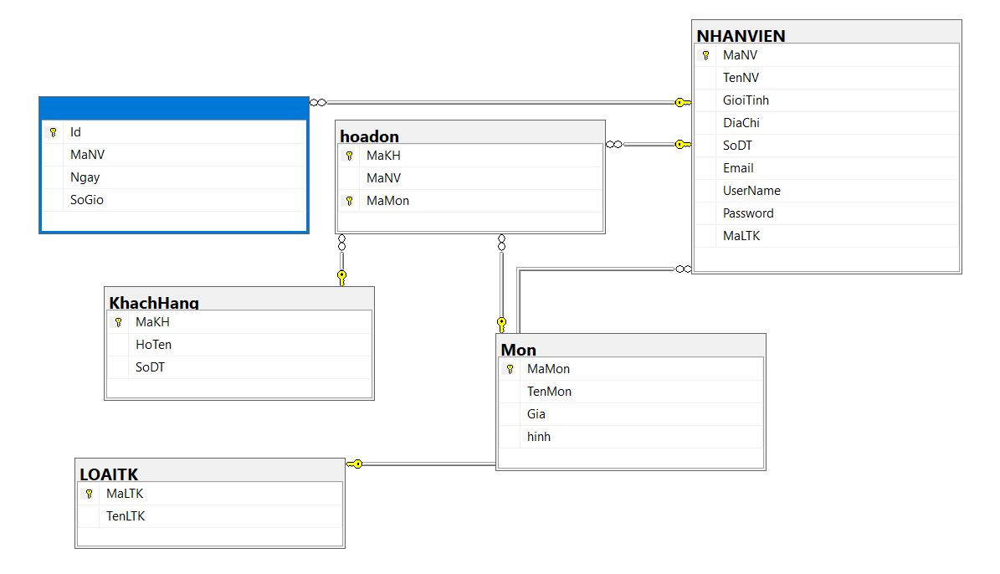 NHANVIEN
MaNV
TenNV
GioiTinh
DiaChi
SoDT
Email
UserName
Password
MaLTK
Id
MaNV
Ngay
SoGio
hoadon
MaKH
MaNV
MaMon
KhachHang
MaKH
HoTen
SoDT
Mon
MaMon
TenMon
Gia
hinh
LOAITK
MaLTK
TenLTK